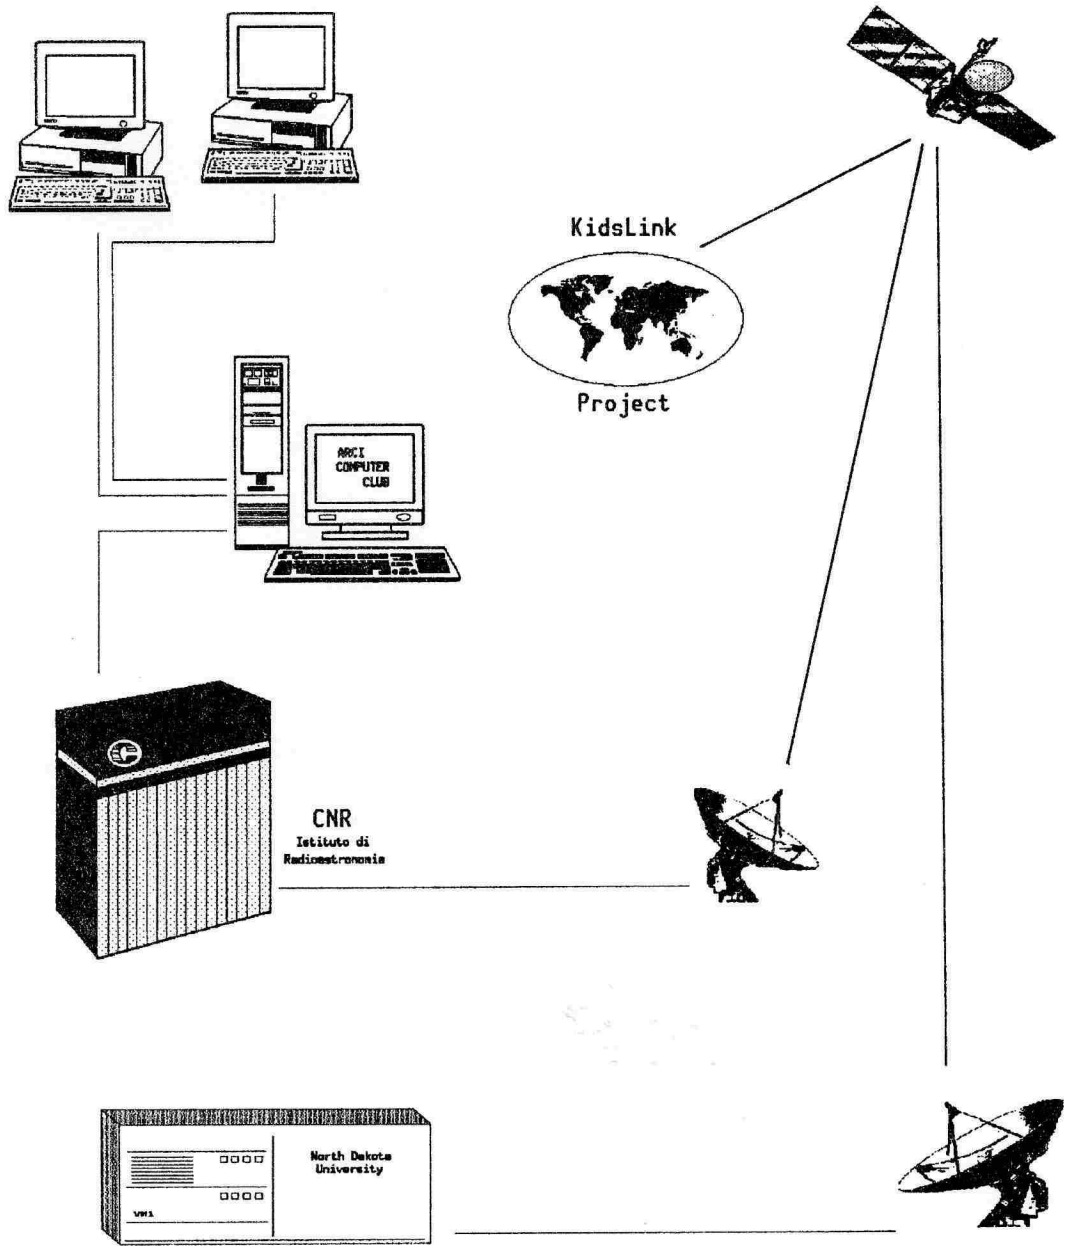 KidsLink
Project
ARCI
COMPUTER
CLUB
CNR
Istituto di
Radioastronomia
North Dakota
University